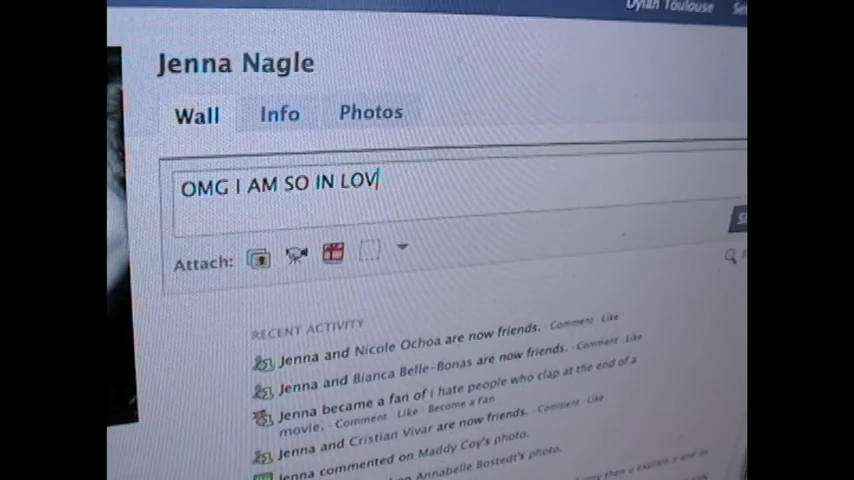 Dylan Toulouse
Jenna Nagle
Wall Info Photos
OMG I AM SO IN LOV
Attach:
RECENT ACTIVITY
Jenna and Nicole Ochoa are now friends. · Comment · Like
Jenna and Bianca Belle-Bonas are now friends. · Comment · Like
Jenna became a fan of i hate people who clap at the end of a
movie. · Comment · Like · Become a Fan
Jenna and Cristian Vivar are now friends. · Comment · Like
Jenna commented on Maddy Coy's photo.
on Annabelle Bostedt's photo.